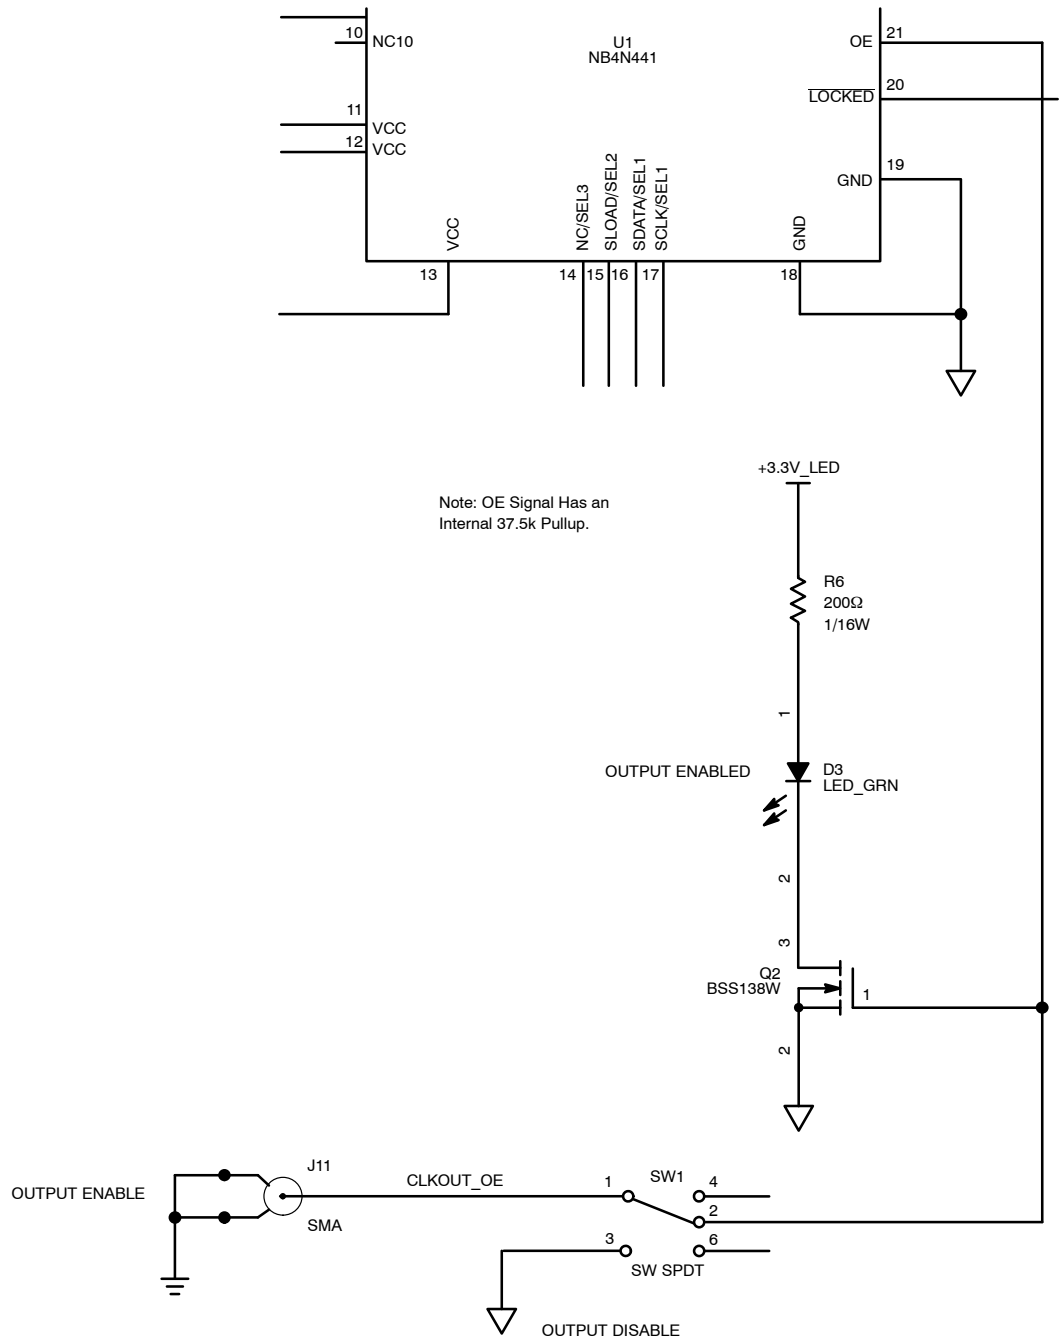 10
NC10
U1
NB4N441
OE
21
LOCKED
20
11
VCC
12
VCC
GND
19
VCC
NC/SEL3
SLOAD/SEL2
SDATA/SEL1
SCLK/SEL1
GND
13
14
15
16
17
18
+3.3V_LED
Note: OE Signal Has an
Internal 37.5k Pullup.
R6
200Ω
1/16W
1
OUTPUT ENABLED
D3
LED_GRN
2
3
Q2
BSS138W
1
2
J11
OUTPUT ENABLE
SMA
CLKOUT_OE
1
SW1
4
2
3
6
SW SPDT
OUTPUT DISABLE